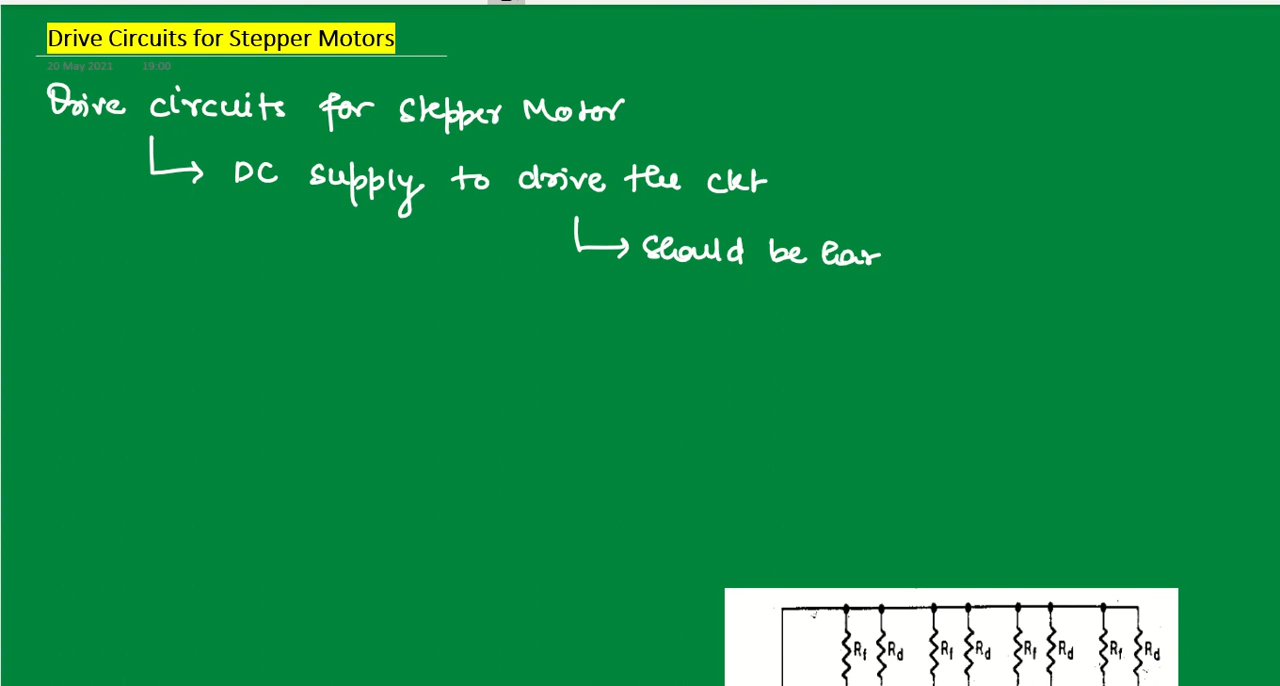 Drive Circuits for Stepper Motors
20 May 2021 19:00
Drive circuits for Stepper Motor
DC supply to drive the ckt
should be
Rf Rd Rf Rd Rf Rd Rf Rd